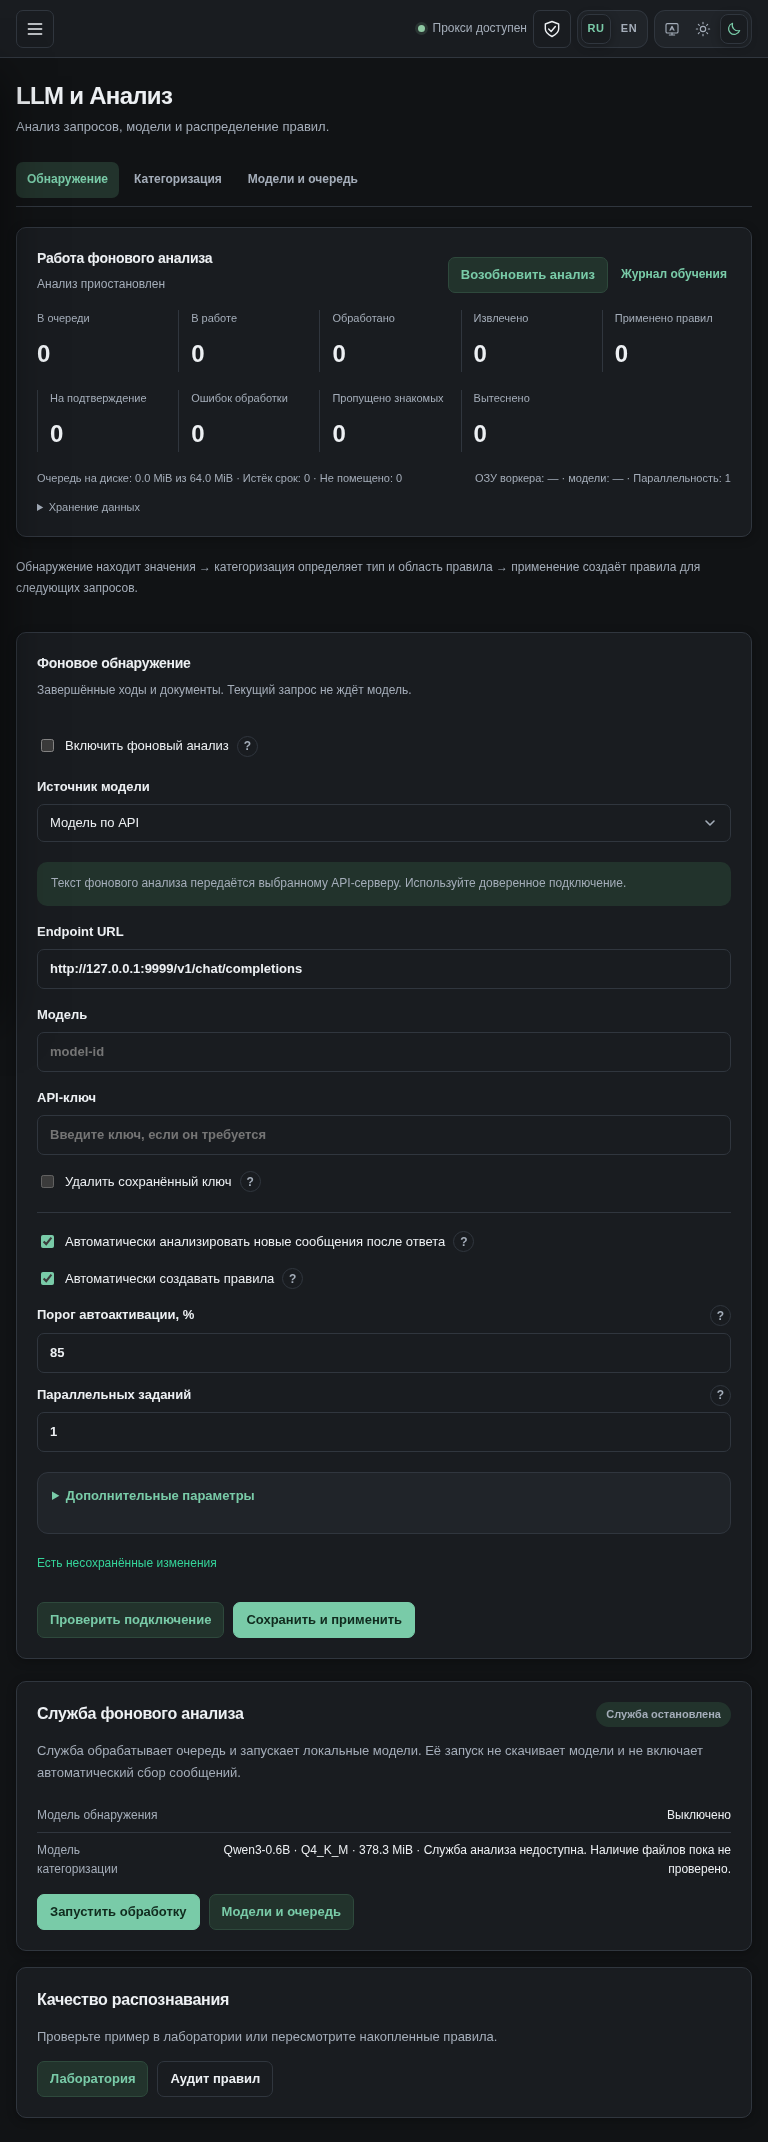 Прокси доступен
RU
EN
LLM и Анализ
Анализ запросов, модели и распределение правил.
Обнаружение
Категоризация
Модели и очередь
Работа фонового анализа
Анализ приостановлен
Возобновить анализ
Журнал обучения
В очереди
В работе
Обработано
Извлечено
Применено правил
0
0
0
0
0
На подтверждение
Ошибок обработки
Пропущено знакомых
Вытеснено
0
0
0
0
Очередь на диске: 0.0 MiB из 64.0 MiB · Истёк срок: 0 · Не помещено: 0
ОЗУ воркера: — · модели: — · Параллельность: 1
Хранение данных
Обнаружение находит значения → категоризация определяет тип и область правила → применение создаёт правила для
следующих запросов.
Фоновое обнаружение
Завершённые ходы и документы. Текущий запрос не ждёт модель.
Включить фоновый анализ
?
Источник модели
Модель по API
Текст фонового анализа передаётся выбранному API-серверу. Используйте доверенное подключение.
Endpoint URL
http://127.0.0.1:9999/v1/chat/completions
Модель
model-id
API-ключ
Введите ключ, если он требуется
Удалить сохранённый ключ
?
Автоматически анализировать новые сообщения после ответа
?
Автоматически создавать правила
?
Порог автоактивации, %
?
85
Параллельных заданий
?
1
Дополнительные параметры
Есть несохранённые изменения
Проверить подключение
Сохранить и применить
Служба фонового анализа
Служба остановлена
Служба обрабатывает очередь и запускает локальные модели. Её запуск не скачивает модели и не включает
автоматический сбор сообщений.
Модель обнаружения
Выключено
Модель
категоризации
Qwen3-0.6B · Q4_K_M · 378.3 MiB · Служба анализа недоступна. Наличие файлов пока не
проверено.
Запустить обработку
Модели и очередь
Качество распознавания
Проверьте пример в лаборатории или пересмотрите накопленные правила.
Лаборатория
Аудит правил